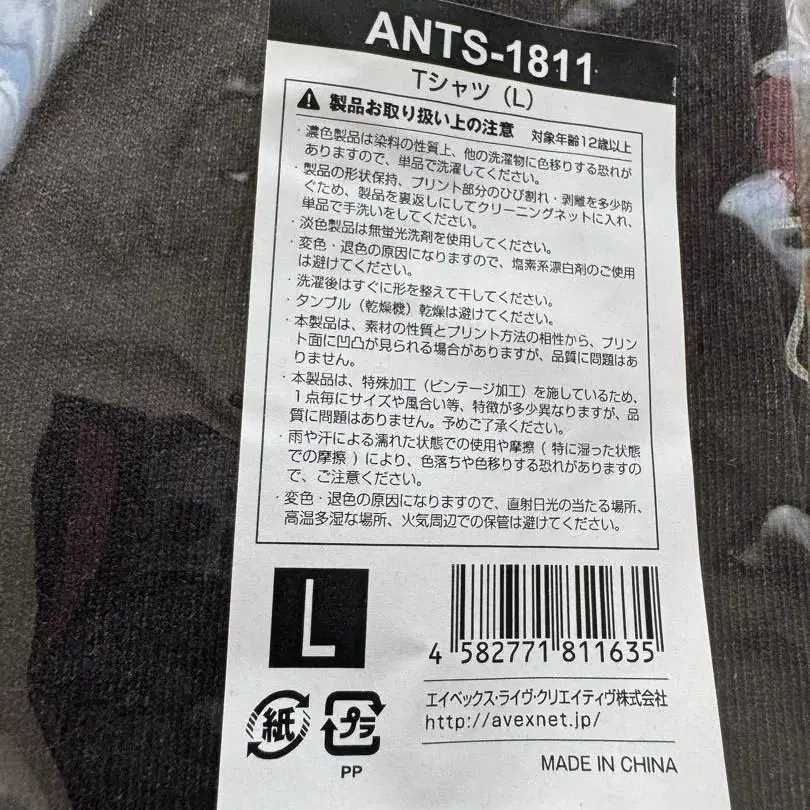 ANTS-1811
Tシャツ（L）
製品お取り扱い上の注意 対象年齢12歳以上
・濃色製品は染料の性質上、他の洗濯物に色移りする恐れが
ありますので、単品で洗濯してください。
・製品の形状保持、プリント部分のひび割れ・剥離を多少防
ぐため、製品を裏返しにしてクリーニングネットに入れ、
単品で手洗いをしてください。
・淡色製品は無蛍光洗剤を使用してください。
・変色・退色の原因になりますので、塩素系漂白剤のご使用
は避けてください。
・洗濯後はすぐに形を整えて干してください。
・タンブル（乾燥機）乾燥は避けてください。
・本製品は、素材の性質とプリント方法の相性から、プリン
ト面に凹凸が見られる場合がありますが、品質に問題はあ
りません。
・本製品は、特殊加工（ビンテージ加工）を施しているため、
１点毎にサイズや風合い等、特徴が多少異なりますが、品
質に問題はありません。予めご了承ください。
・雨や汗による濡れた状態での使用や摩擦（特に湿った状態
での摩擦）により、色落ちや色移りする恐れがありますの
で、ご注意ください。
・変色・退色の原因になりますので、直射日光の当たる場所、
高温多湿な場所、火気周辺での保管は避けてください。
L
4 582771 811635
エイベックス・ライヴ・クリエイティヴ株式会社
http://avexnet.jp/
紙 プラ
PP
MADE IN CHINA